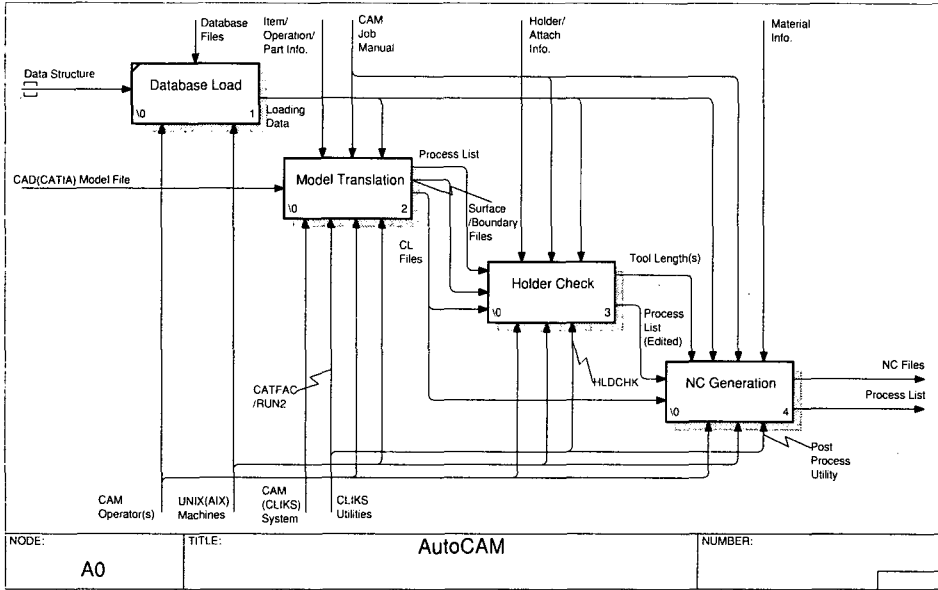 Database
Files
Item/
Operation/
Part Info.
CAM
Job
Manual
Holder/
Attach
Info.
Material
Info.
Data Structure
Database Load
\0
1
Loading
Data
CAD(CATIA) Model File
Model Translation
\0
2
Process List
Surface
/Boundary
Files
CL
Files
Holder Check
\0
3
Tool Length(s)
Process
List
(Edited)
HLDCHK
CATFAC
/RUN2
NC Generation
\0
4
NC Files
Process List
Post
Process
Utility
CAM
Operator(s)
UNIX(AIX)
Machines
CAM
(CLIKS)
System
CLIKS
Utilities
NODE:
A0
TITLE:
AutoCAM
NUMBER: